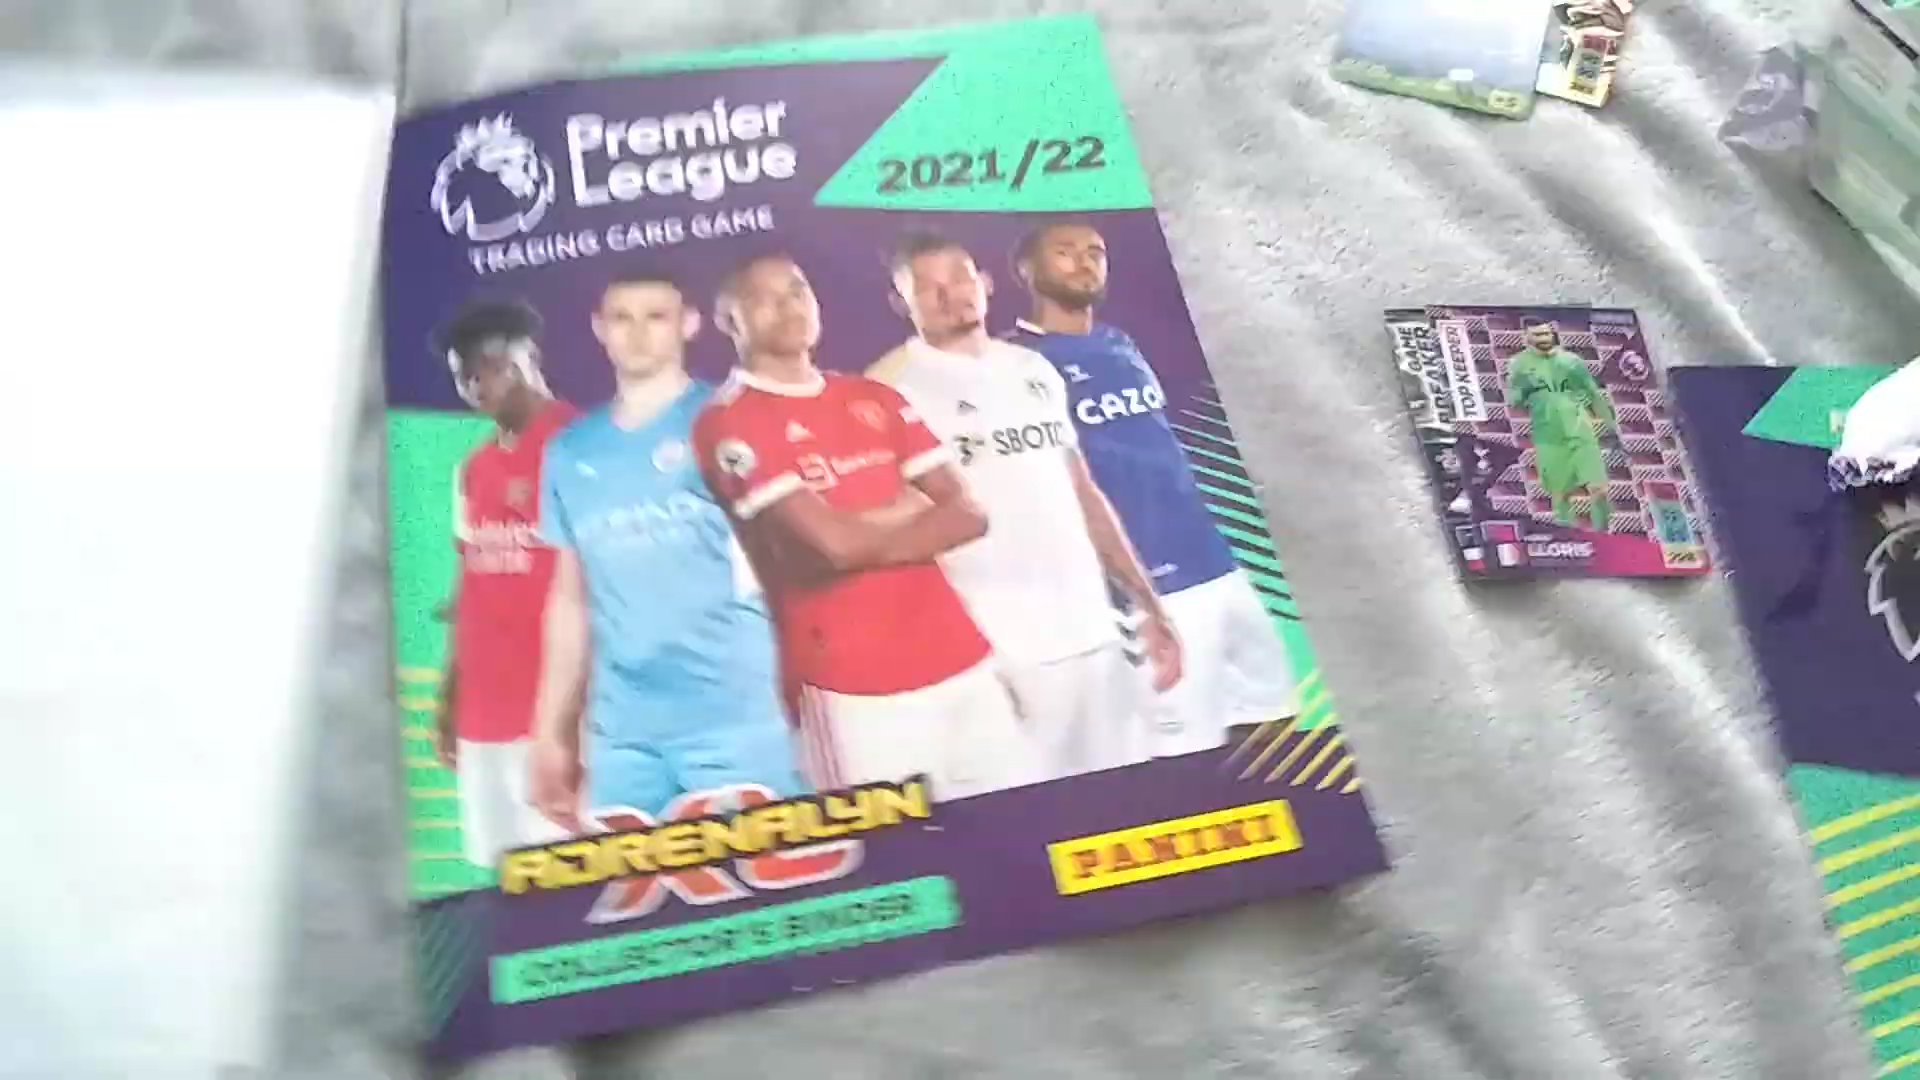 Premier
League
TRADING CARD GAME
2021/22
CAZO
SBOTO
ADRENALYN
XL
COLLECTOR'S BINDER
PANINI
GAME
BREAKER
TOP KEEPER
LLORIS